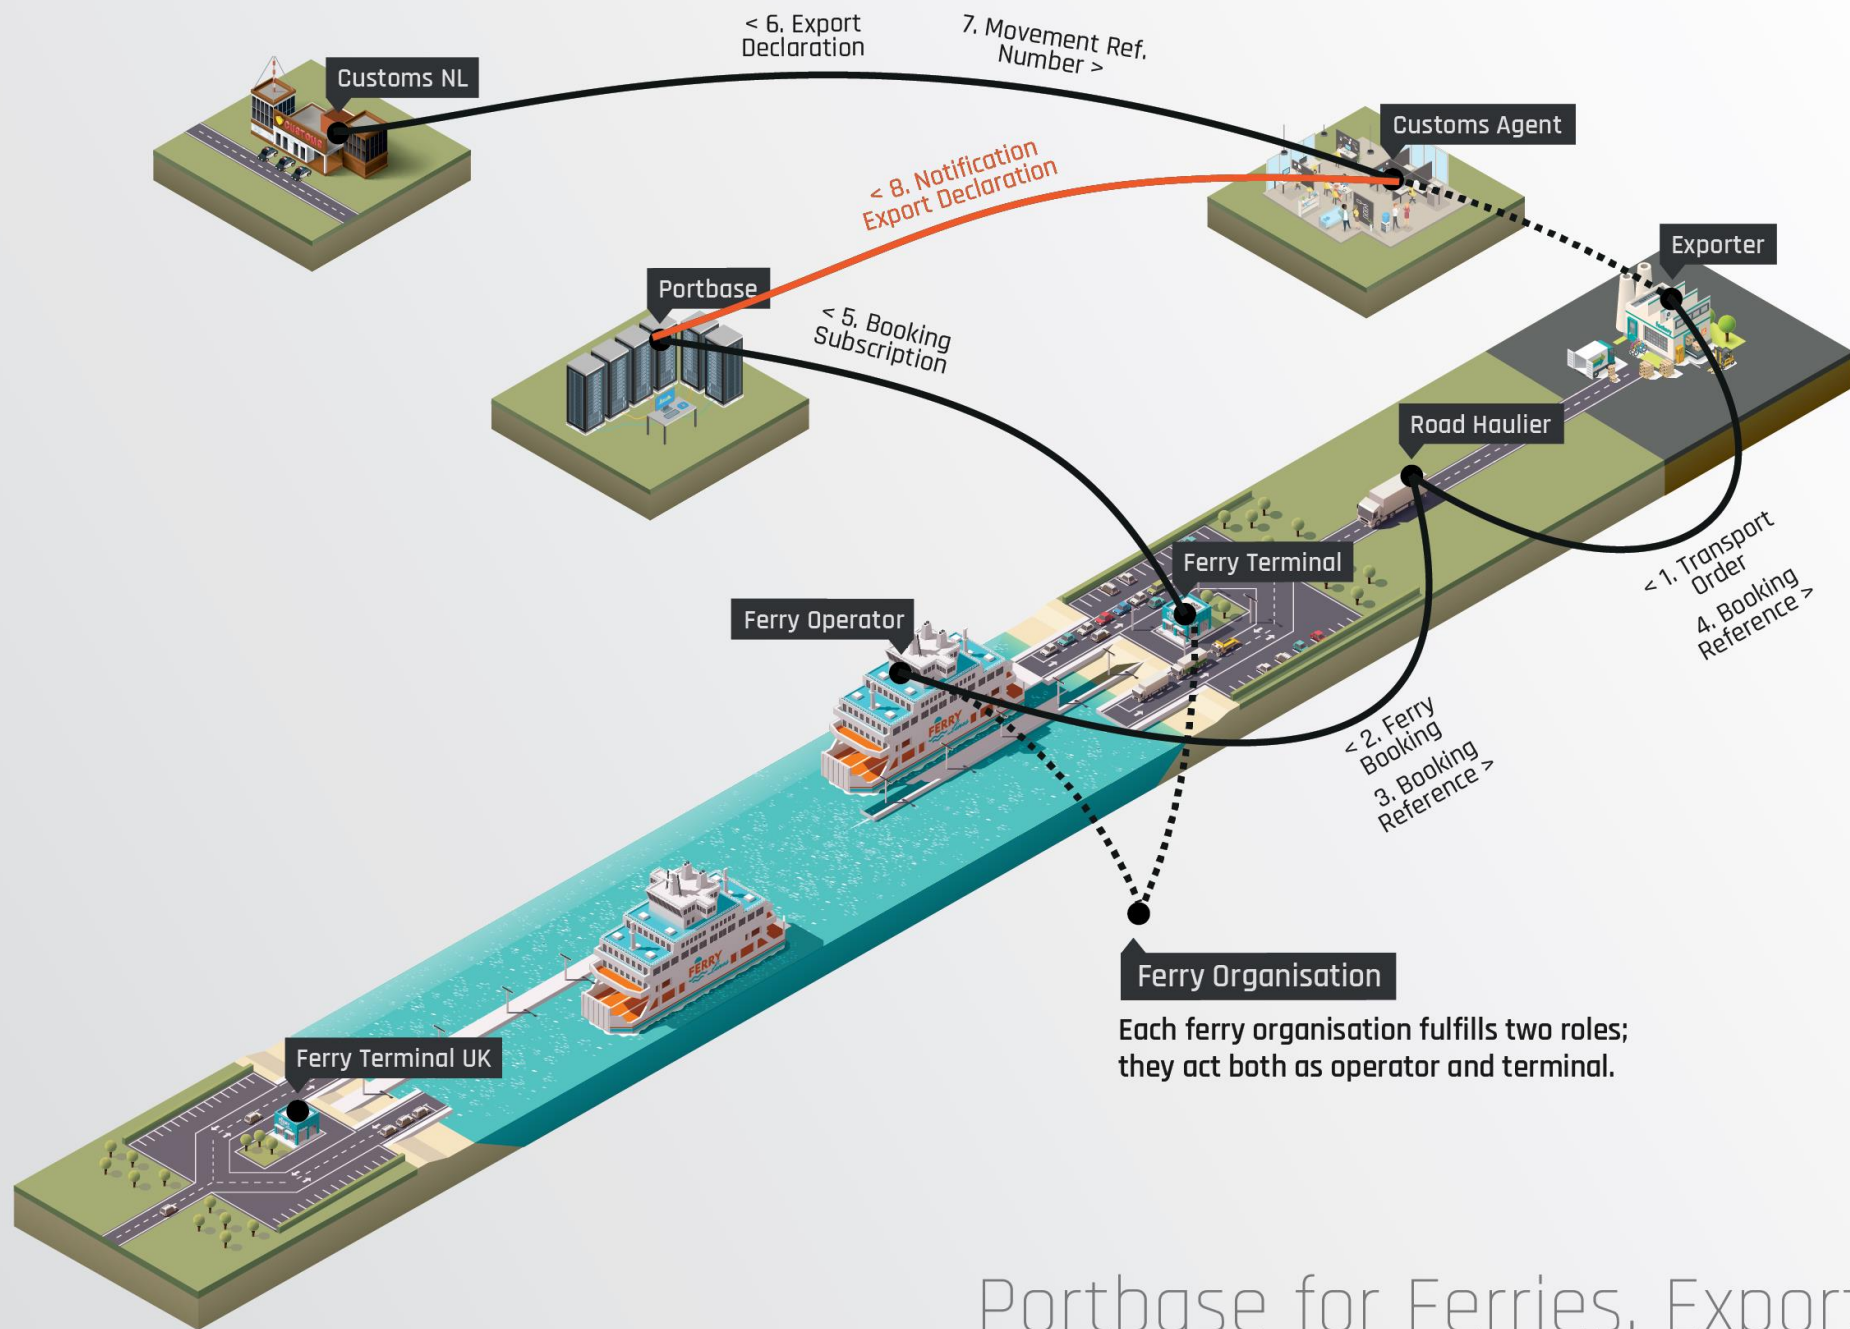 < 6. Export
Declaration
7. Movement Ref.
Number >
Customs NL
Customs Agent
CUSTOMS
< 8. Notification
Export Declaration
Exporter
Portbase
< 5. Booking
Subscription
Road Haulier
< 1. Transport
Order
4. Booking
Reference >
Ferry Terminal
Ferry Operator
FERRY
< 2. Ferry
Booking
3. Booking
Reference >
FERRY
Ferry Organisation
Each ferry organisation fulfills two roles;
they act both as operator and terminal.
Ferry Terminal UK
Portbase for Ferries. Export